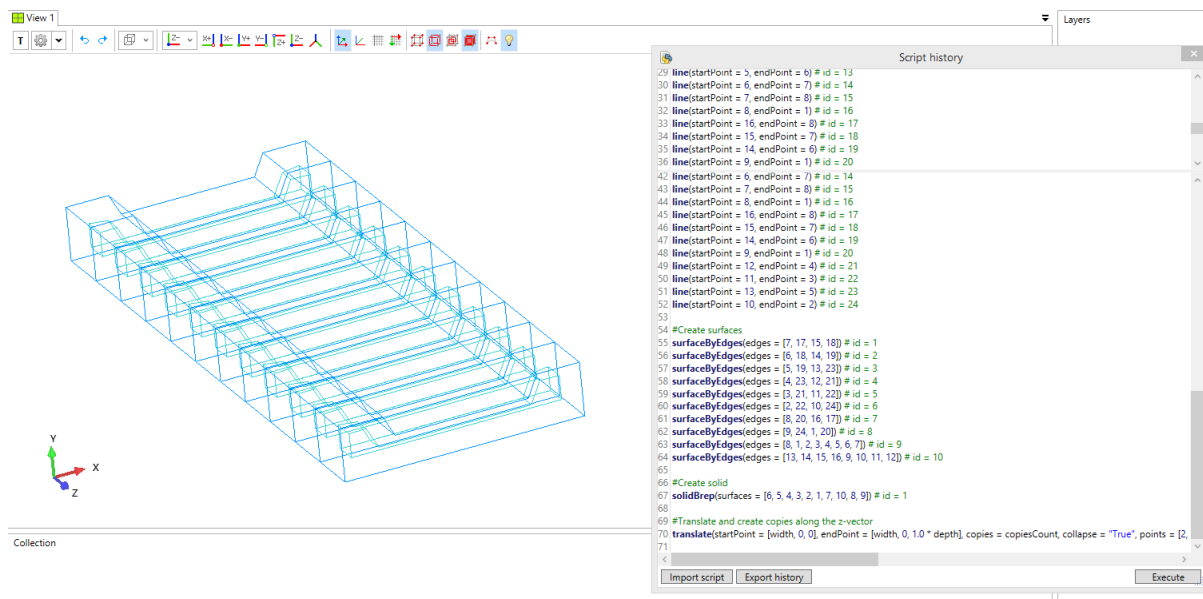 View 1
Layers
T
Z-
X+
X-
Y+
Y-
Z+
Z-
Script history
29 line(startPoint = 5, endPoint = 6) # id = 13
30 line(startPoint = 6, endPoint = 7) # id = 14
31 line(startPoint = 7, endPoint = 8) # id = 15
32 line(startPoint = 8, endPoint = 1) # id = 16
33 line(startPoint = 16, endPoint = 8) # id = 17
34 line(startPoint = 15, endPoint = 7) # id = 18
35 line(startPoint = 14, endPoint = 6) # id = 19
36 line(startPoint = 9, endPoint = 1) # id = 20
42 line(startPoint = 6, endPoint = 7) # id = 14
43 line(startPoint = 7, endPoint = 8) # id = 15
44 line(startPoint = 8, endPoint = 1) # id = 16
45 line(startPoint = 16, endPoint = 8) # id = 17
46 line(startPoint = 15, endPoint = 7) # id = 18
47 line(startPoint = 14, endPoint = 6) # id = 19
48 line(startPoint = 9, endPoint = 1) # id = 20
49 line(startPoint = 12, endPoint = 4) # id = 21
50 line(startPoint = 11, endPoint = 3) # id = 22
51 line(startPoint = 13, endPoint = 5) # id = 23
52 line(startPoint = 10, endPoint = 2) # id = 24
53
54 #Create surfaces
55 surfaceByEdges(edges = [7, 17, 15, 18]) # id = 1
56 surfaceByEdges(edges = [6, 18, 14, 19]) # id = 2
57 surfaceByEdges(edges = [5, 19, 13, 23]) # id = 3
58 surfaceByEdges(edges = [4, 23, 12, 21]) # id = 4
59 surfaceByEdges(edges = [3, 21, 11, 22]) # id = 5
60 surfaceByEdges(edges = [2, 22, 10, 24]) # id = 6
61 surfaceByEdges(edges = [8, 20, 16, 17]) # id = 7
62 surfaceByEdges(edges = [9, 24, 1, 20]) # id = 8
63 surfaceByEdges(edges = [8, 1, 2, 3, 4, 5, 6, 7]) # id = 9
64 surfaceByEdges(edges = [13, 14, 15, 16, 9, 10, 11, 12]) # id = 10
65
66 #Create solid
67 solidBrep(surfaces = [6, 5, 4, 3, 2, 1, 7, 10, 8, 9]) # id = 1
68
69 #Translate and create copies along the z-vector
70 translate(startPoint = [width, 0, 0], endPoint = [width, 0, 1.0 * depth], copies = copiesCount, collapse = "True", points = [2,
71
Y
X
Z
Collection
Import script
Export history
Execute